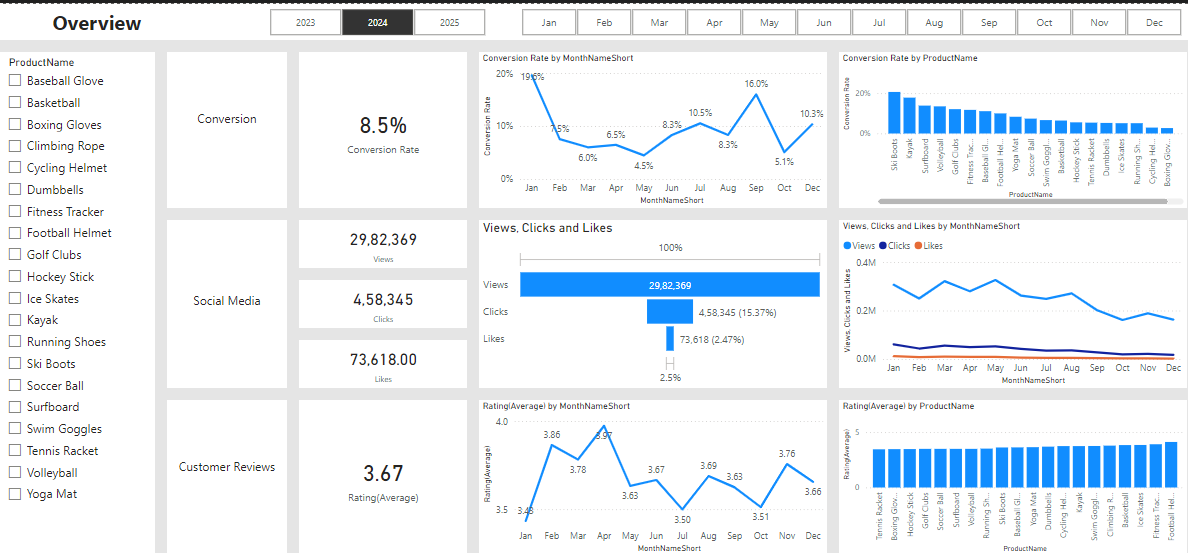 Overview
2023
2024
2025
Jan
Feb
Mar
Apr
May
Jun
Jul
Aug
Sep
Oct
Nov
Dec
ProductName
Baseball Glove
Basketball
Boxing Gloves
Climbing Rope
Cycling Helmet
Dumbbells
Fitness Tracker
Football Helmet
Golf Clubs
Hockey Stick
Ice Skates
Kayak
Running Shoes
Ski Boots
Soccer Ball
Surfboard
Swim Goggles
Tennis Racket
Volleyball
Yoga Mat
Conversion
8.5%
Conversion Rate
Conversion Rate by MonthNameShort
Conversion Rate
20%
10%
0%
19.6%
7.5%
6.0%
6.5%
4.5%
8.3%
10.5%
8.3%
16.0%
5.1%
10.3%
Jan Feb Mar Apr May Jun Jul Aug Sep Oct Nov Dec
MonthNameShort
Conversion Rate by ProductName
Conversion Rate
20%
0%
Ski Boots
Kayak
Surfboard
Volleyball
Golf Clubs
Fitness Trac...
Baseball Gl...
Football Hel...
Yoga Mat
Soccer Ball
Swim Goggl...
Basketball
Hockey Stick
Tennis Racket
Dumbbells
Ice Skates
Running Sh...
Cycling Hel...
Boxing Glov...
ProductName
Social Media
29,82,369
Views
4,58,345
Clicks
73,618.00
Likes
Views, Clicks and Likes
100%
Views 29,82,369
Clicks 4,58,345 (15.37%)
Likes 73,618 (2.47%)
2.5%
Views, Clicks and Likes by MonthNameShort
Views Clicks Likes
Views, Clicks and Likes
0.4M
0.2M
0.0M
Jan Feb Mar Apr May Jun Jul Aug Sep Oct Nov Dec
MonthNameShort
Customer Reviews
3.67
Rating(Average)
Rating(Average) by MonthNameShort
Rating(Average)
4.0
3.5
3.43
3.86
3.78
3.97
3.63
3.67
3.50
3.69
3.63
3.51
3.76
3.66
Jan Feb Mar Apr May Jun Jul Aug Sep Oct Nov Dec
MonthNameShort
Rating(Average) by ProductName
Rating(Average)
5
0
Tennis Racket
Boxing Glov...
Hockey Stick
Golf Clubs
Soccer Ball
Surfboard
Volleyball
Running Sh...
Ski Boots
Baseball Gl...
Yoga Mat
Dumbbells
Cycling Hel...
Kayak
Swim Goggl...
Climbing R...
Basketball
Ice Skates
Fitness Trac...
Football Hel...
ProductName